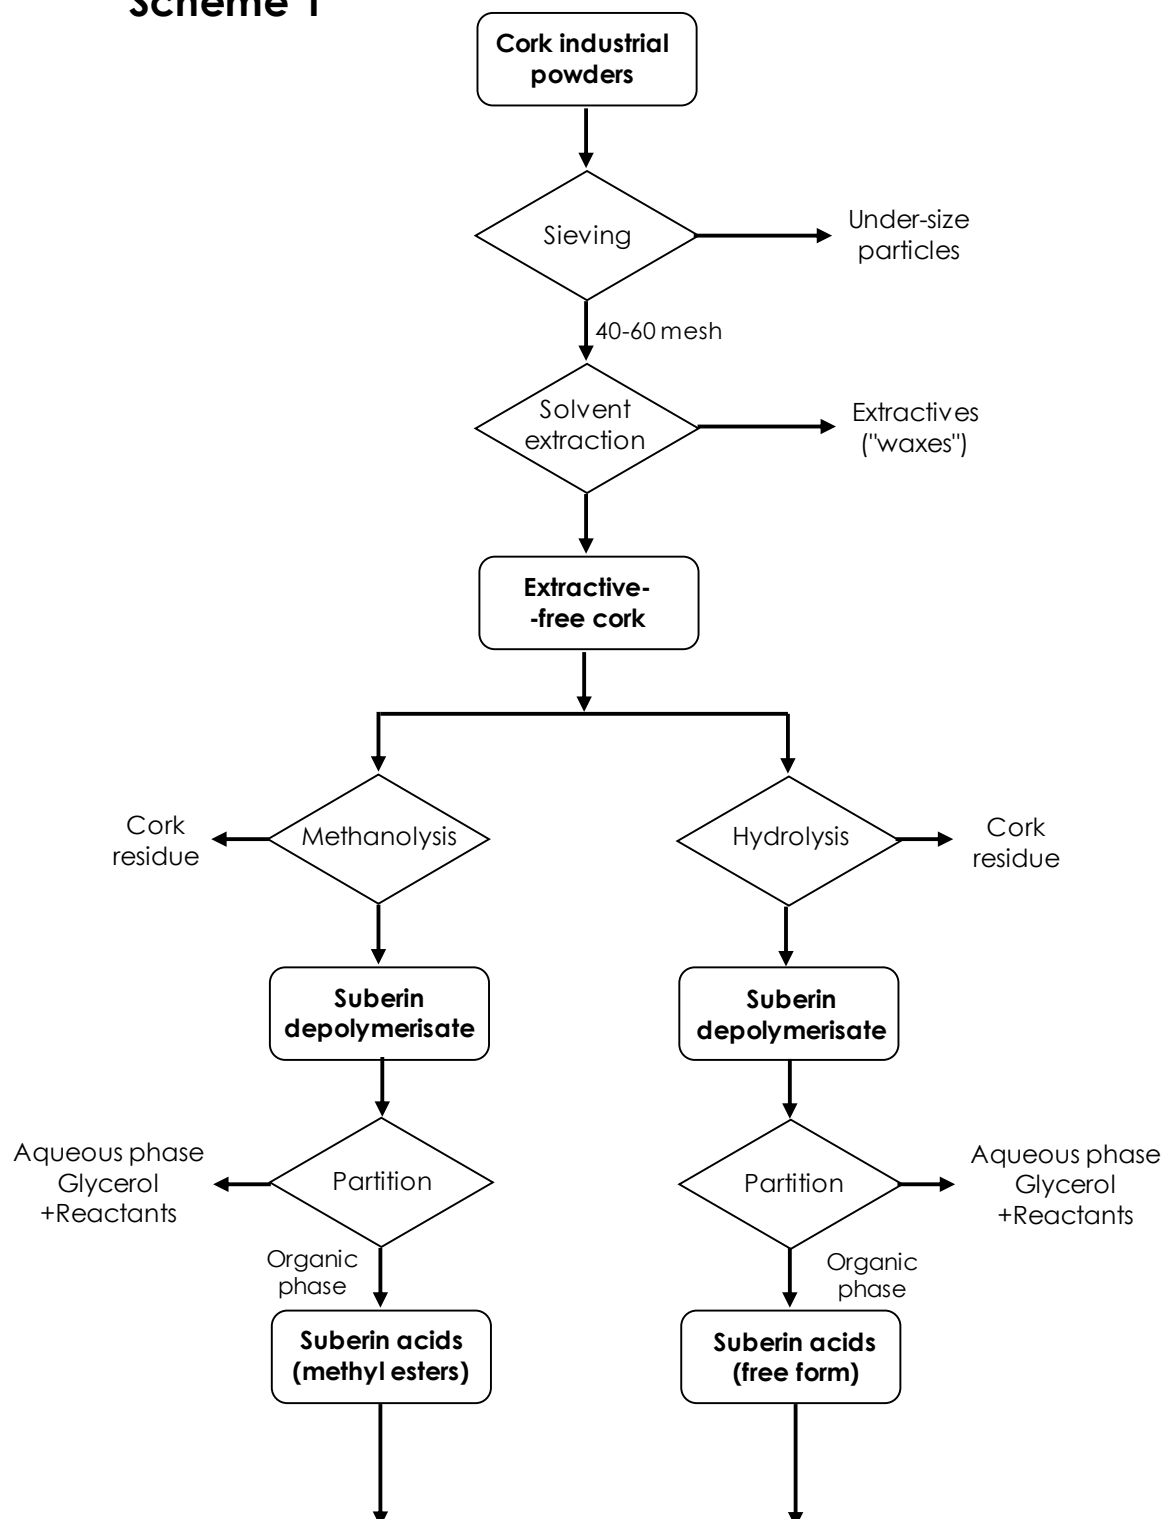 Scheme 1
Cork industrial
powders
Sieving
Under-size
particles
40-60 mesh
Solvent
extraction
Extractives
("waxes")
Extractive-
-free cork
Cork
residue
Methanolysis
Hydrolysis
Cork
residue
Suberin
depolymerisate
Suberin
depolymerisate
Aqueous phase
Glycerol
+Reactants
Partition
Partition
Aqueous phase
Glycerol
+Reactants
Organic
phase
Organic
phase
Suberin acids
(methyl esters)
Suberin acids
(free form)